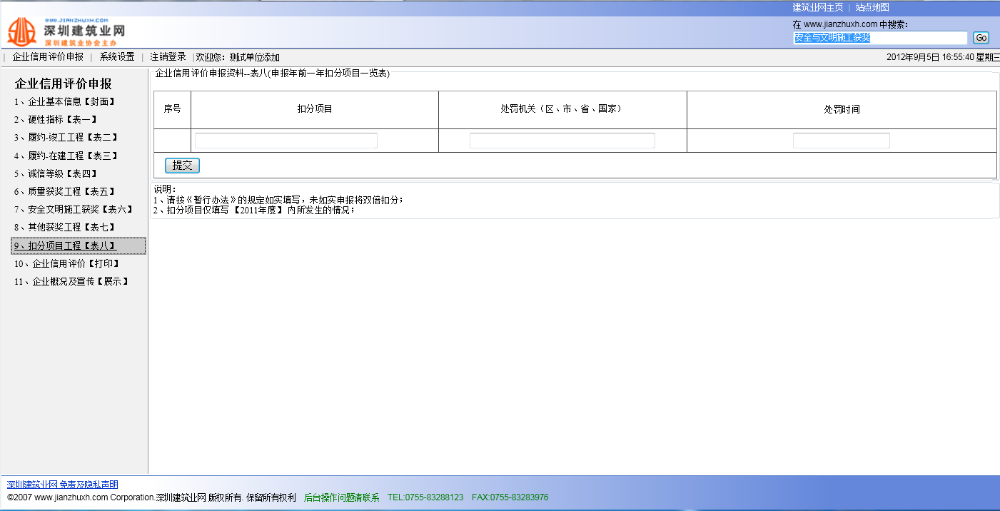 建筑业网主页 | 站点地图
WWW.JIANZHUXH.COM
深圳建筑业网
深圳建筑业协会主办
在 www.jianzhuxh.com 中搜索：
安全与文明施工获奖
Go
| 企业信用评价申报 | 系统设置 | 注销登录 |欢迎您：测试单位添加
2012年9月5日 16:55:40 星期三
企业信用评价申报
1、企业基本信息【封面】
2、硬性指标【表一】
3、履约-竣工工程【表二】
4、履约-在建工程【表三】
5、诚信等级【表四】
6、质量获奖工程【表五】
7、安全文明施工获奖【表六】
8、其他获奖工程【表七】
9、扣分项目工程【表八】
10、企业信用评价【打印】
11、企业概况及宣传【展示】
企业信用评价申报资料--表八(申报年前一年扣分项目一览表)
序号 扣分项目 处罚机关（区、市、省、国家） 处罚时间
提交
说明：
1、请按《暂行办法》的规定如实填写，未如实申报将双倍扣分；
2、扣分项目仅填写 【2011年度】 内所发生的情况；
深圳建筑业网 免责及隐私声明
©2007 www.jianzhuxh.com Corporation.深圳建筑业网 版权所有. 保留所有权利 后台操作问题请联系 TEL:0755-83288123 FAX:0755-83283976